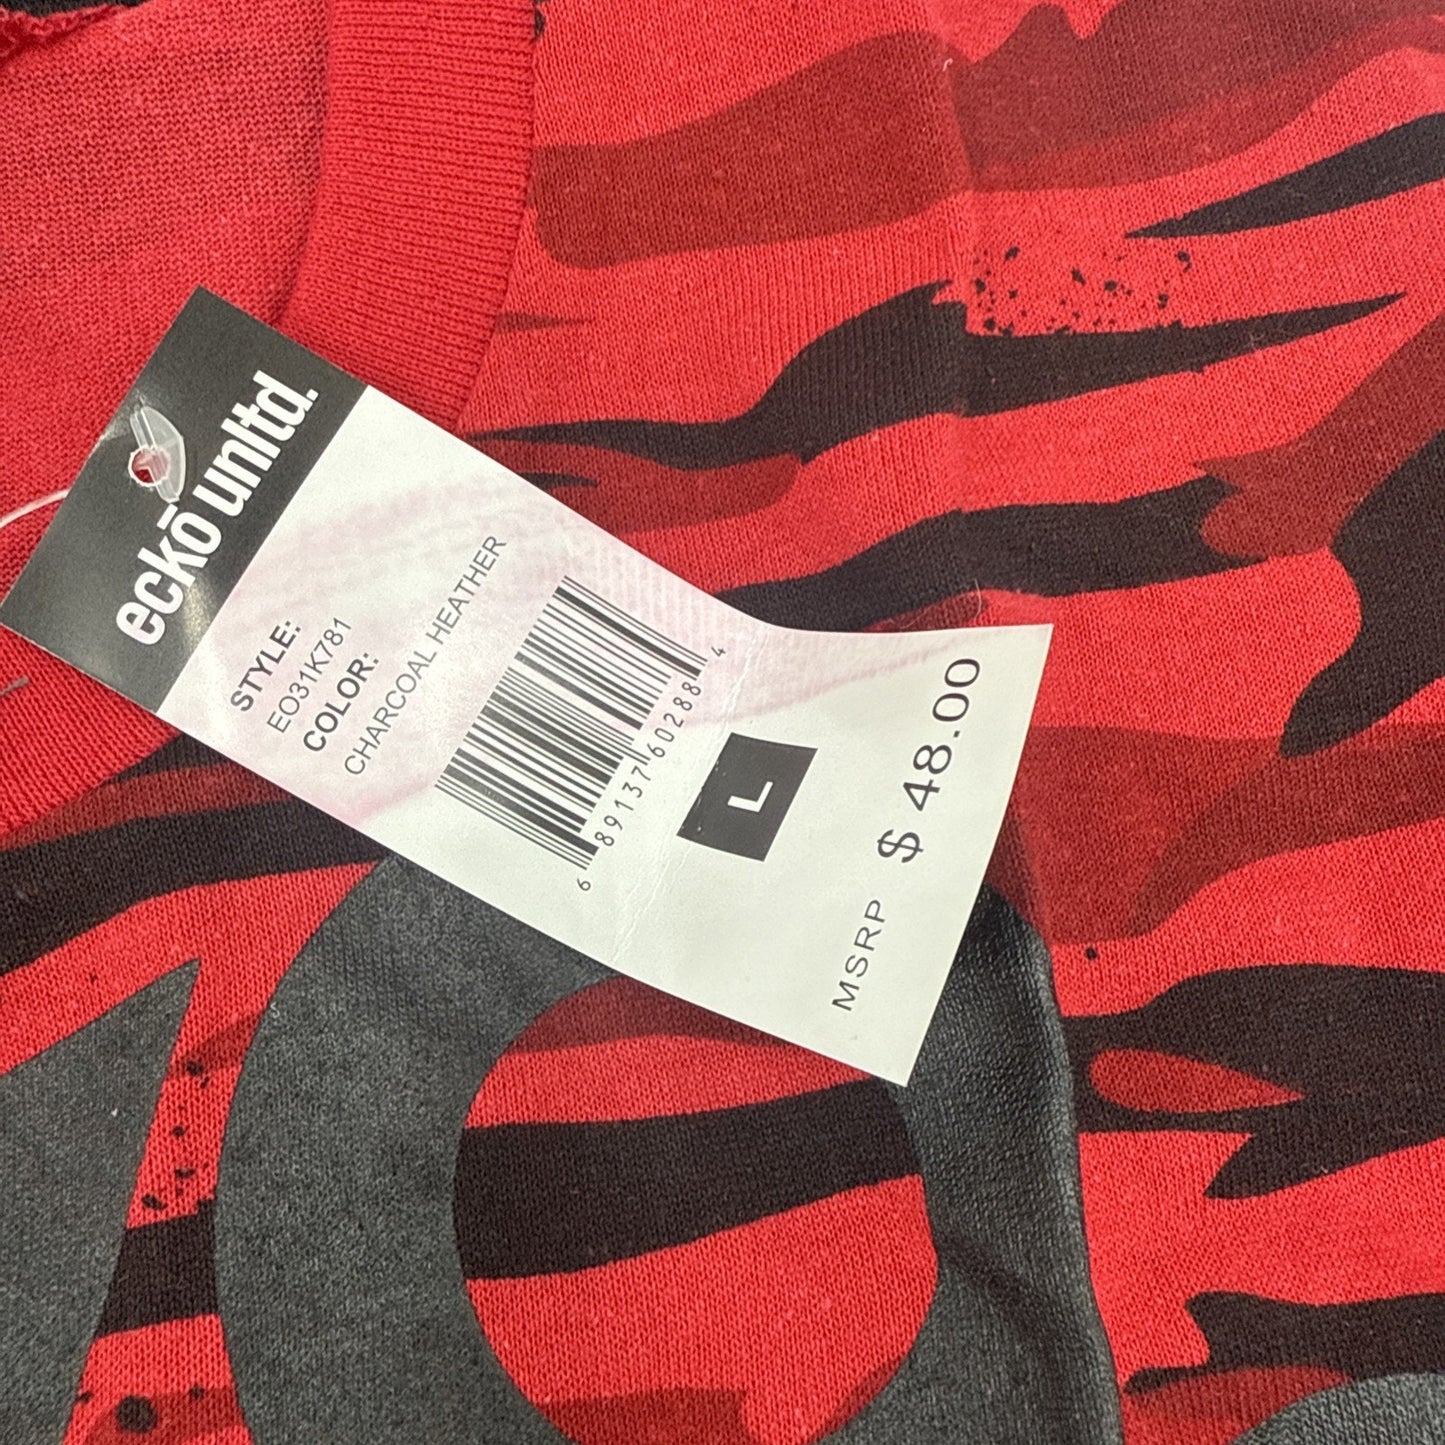 eckō unltd.
STYLE:
EO31K781
COLOR:
CHARCOAL HEATHER
6 89137 60288 4
L
MSRP $ 48.00